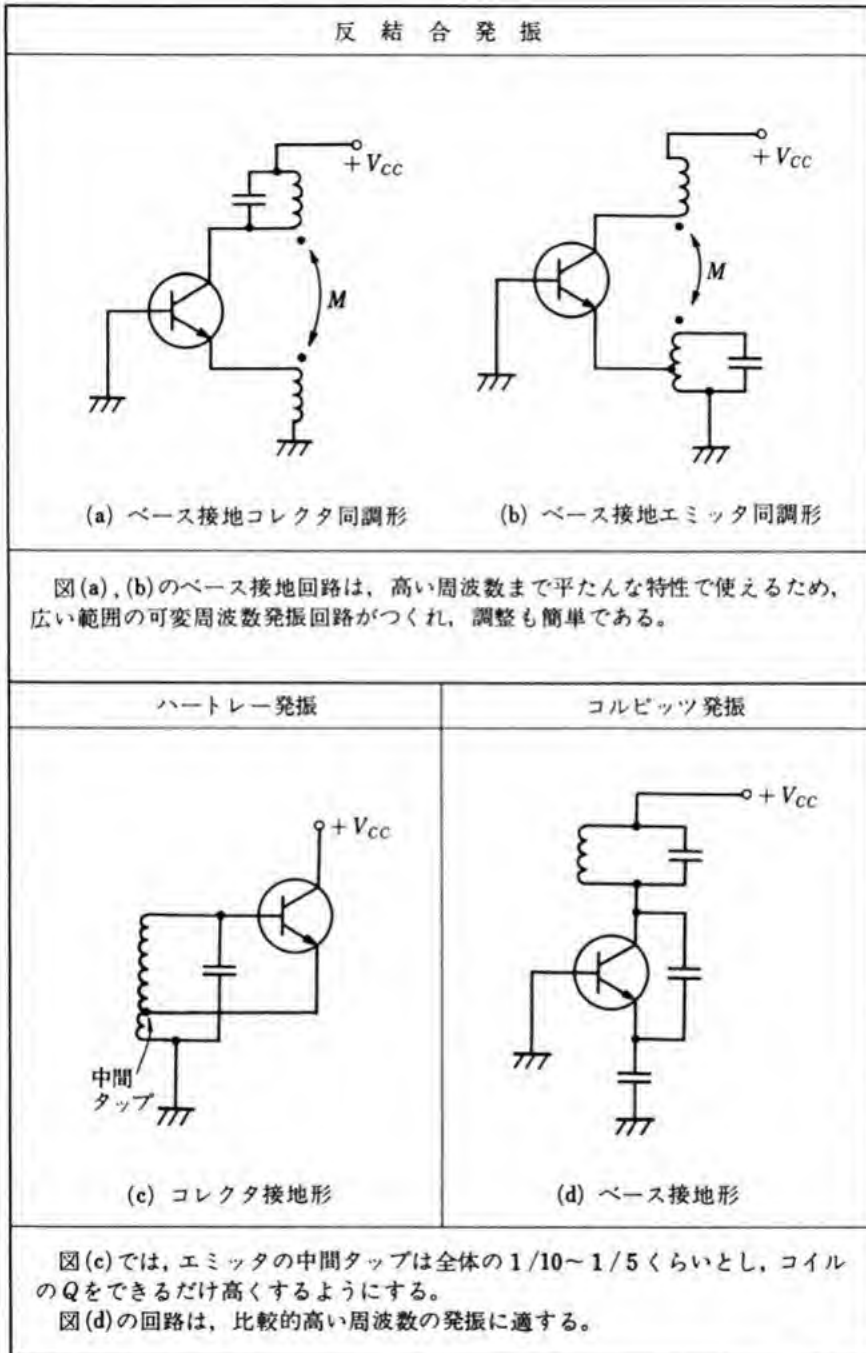 反結合発振
+V_CC
+V_CC
M
M
(a) ベース接地コレクタ同調形
(b) ベース接地エミッタ同調形
図(a),(b)のベース接地回路は，高い周波数まで平たんな特性で使えるため，
広い範囲の可変周波数発振回路がつくれ，調整も簡単である。
ハートレー発振
コルピッツ発振
+V_CC
中間
タップ
(c) コレクタ接地形
+V_CC
(d) ベース接地形
図(c)では，エミッタの中間タップは全体の1/10～1/5くらいとし，コイル
のQをできるだけ高くするようにする。
図(d)の回路は，比較的高い周波数の発振に適する。